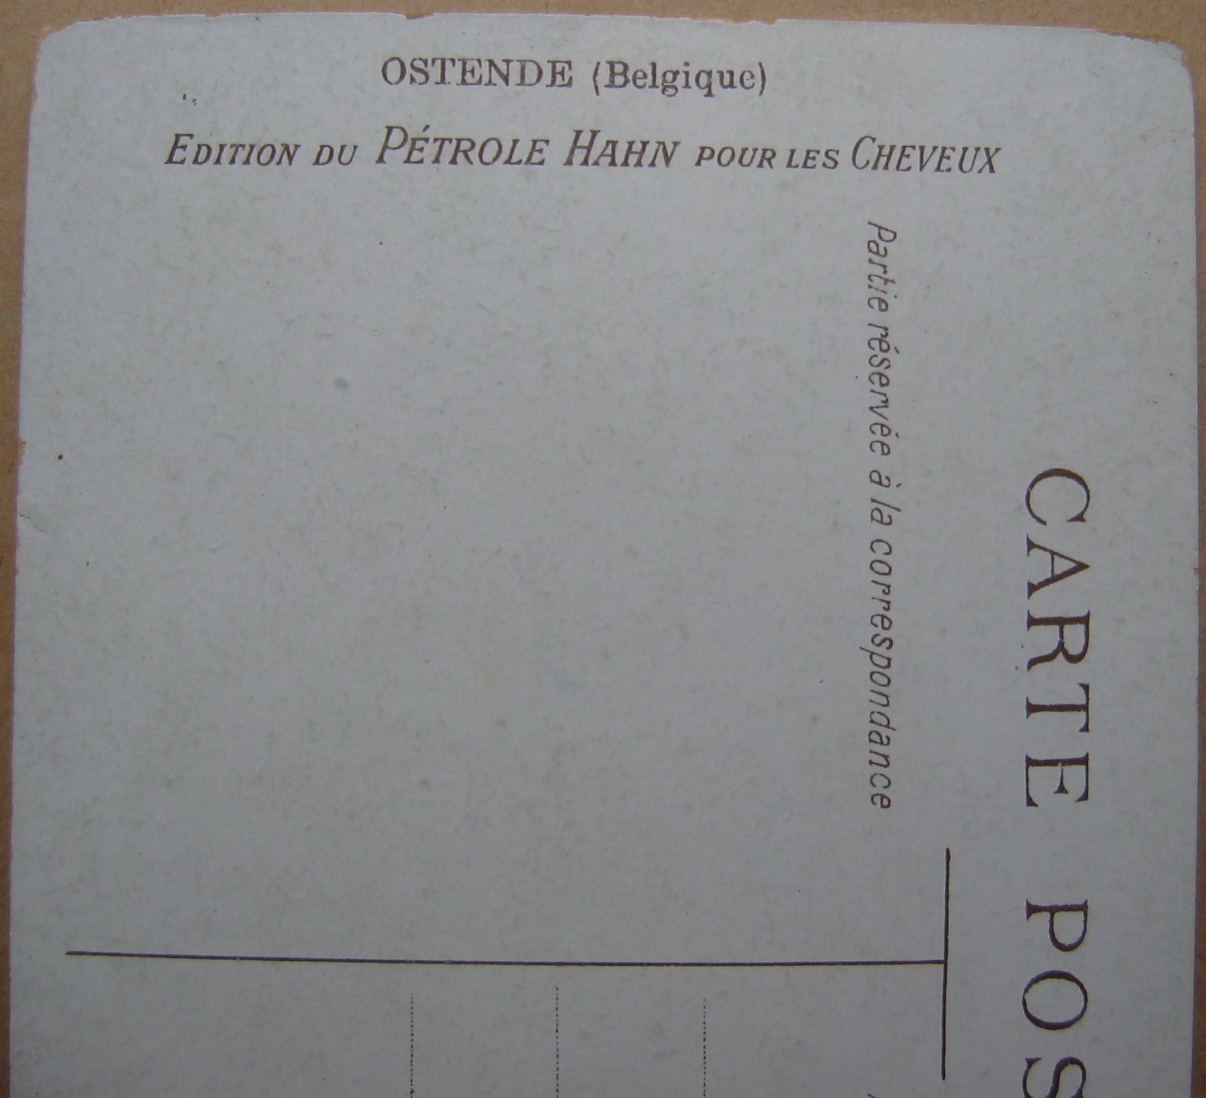 OSTENDE (Belgique)
EDITION DU PÉTROLE HAHN POUR LES CHEVEUX
Partie réservée à la correspondance
CARTE POS